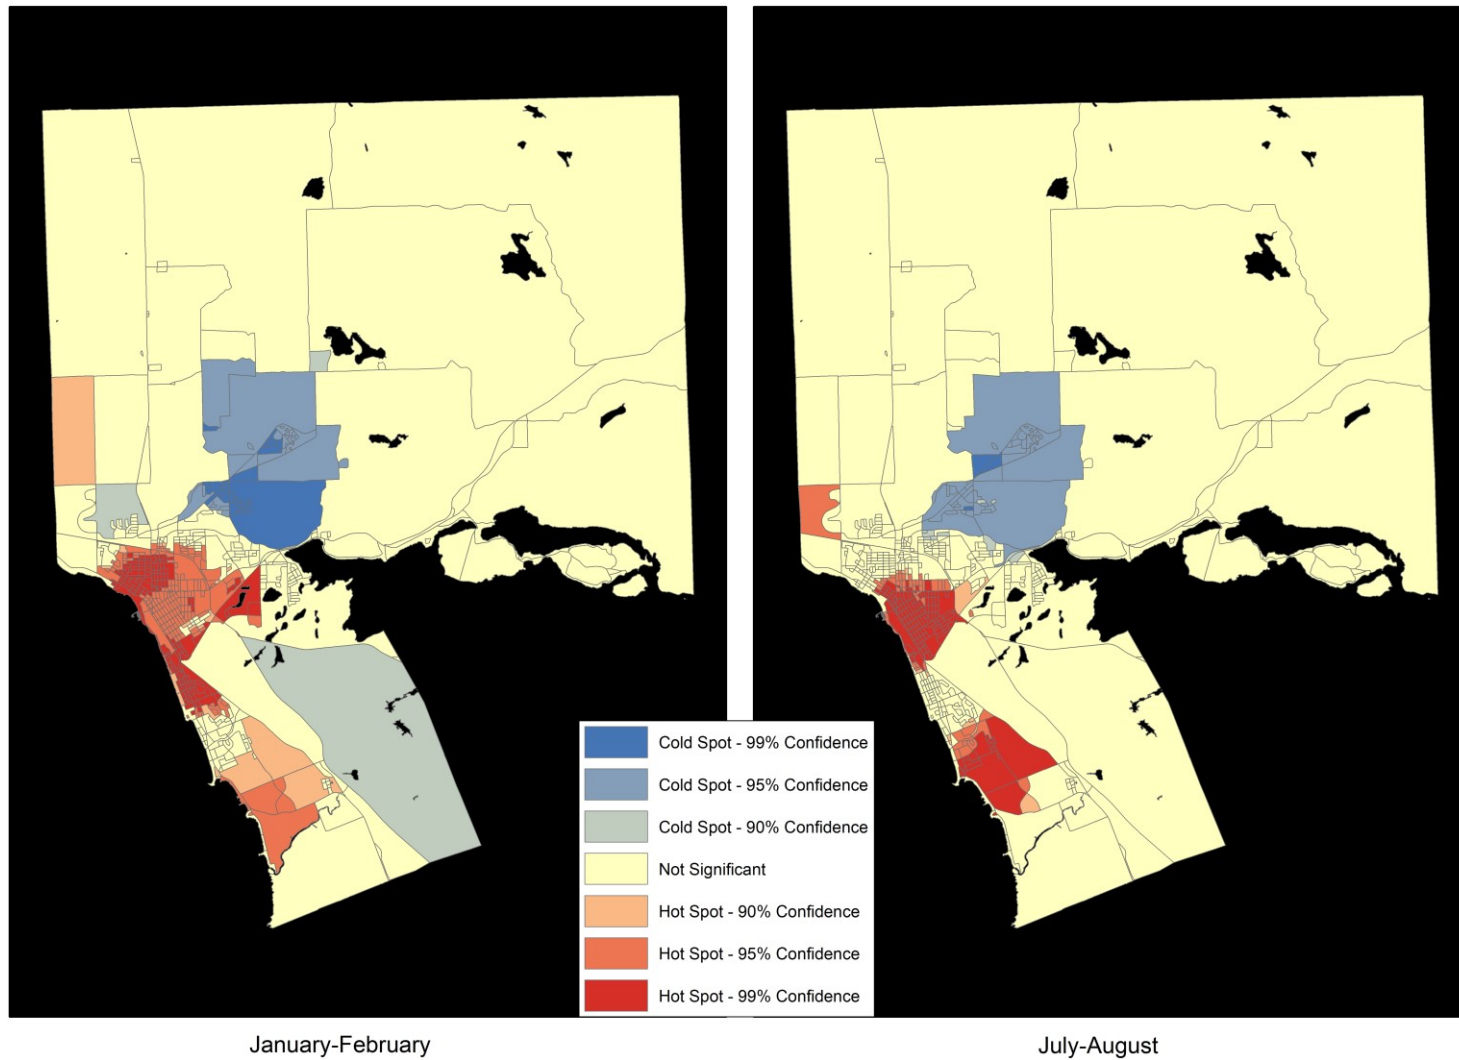 Cold Spot - 99% Confidence
Cold Spot - 95% Confidence
Cold Spot - 90% Confidence
Not Significant
Hot Spot - 90% Confidence
Hot Spot - 95% Confidence
Hot Spot - 99% Confidence
January-February
July-August